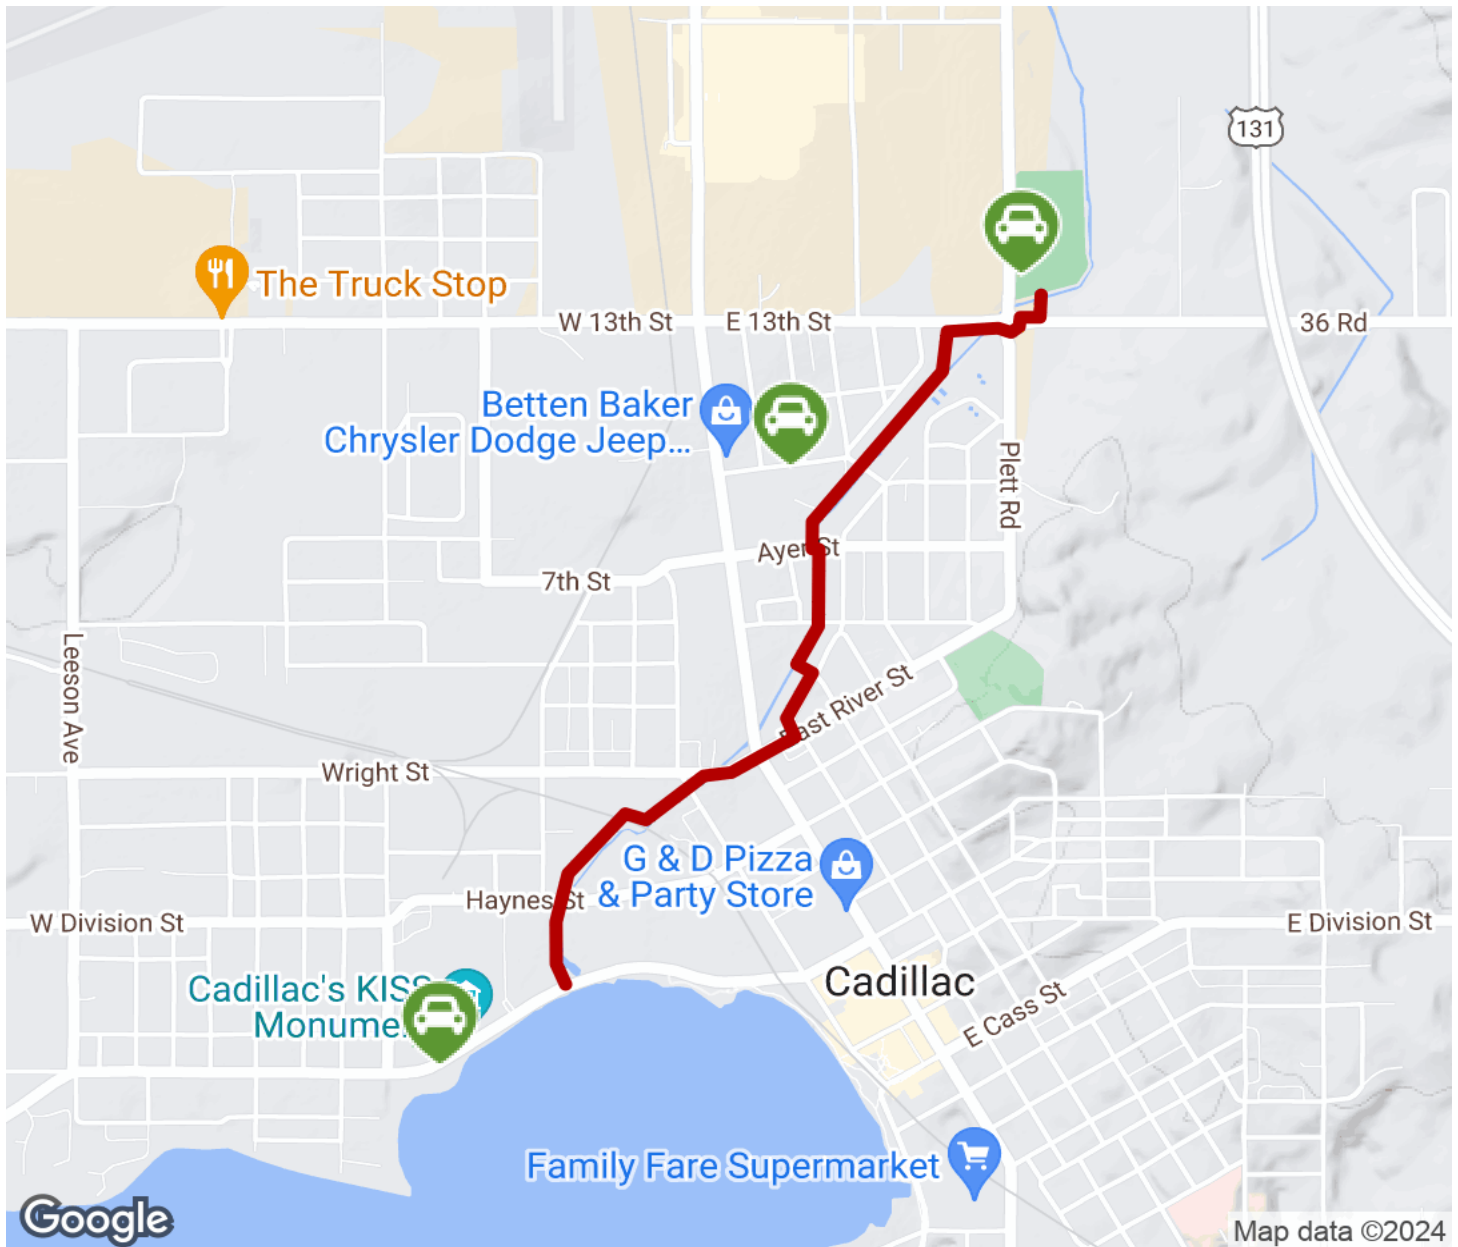 131
The Truck Stop
W 13th St
E 13th St
36 Rd
Betten Baker
Chrysler Dodge Jeep...
Plett Rd
Ayer St
7th St
Leeson Ave
East River St
Wright St
G & D Pizza
& Party Store
Haynes St
W Division St
E Division St
Cadillac's KISS
Monume...
Cadillac
E Cass St
Family Fare Supermarket
Google
Map data ©2024